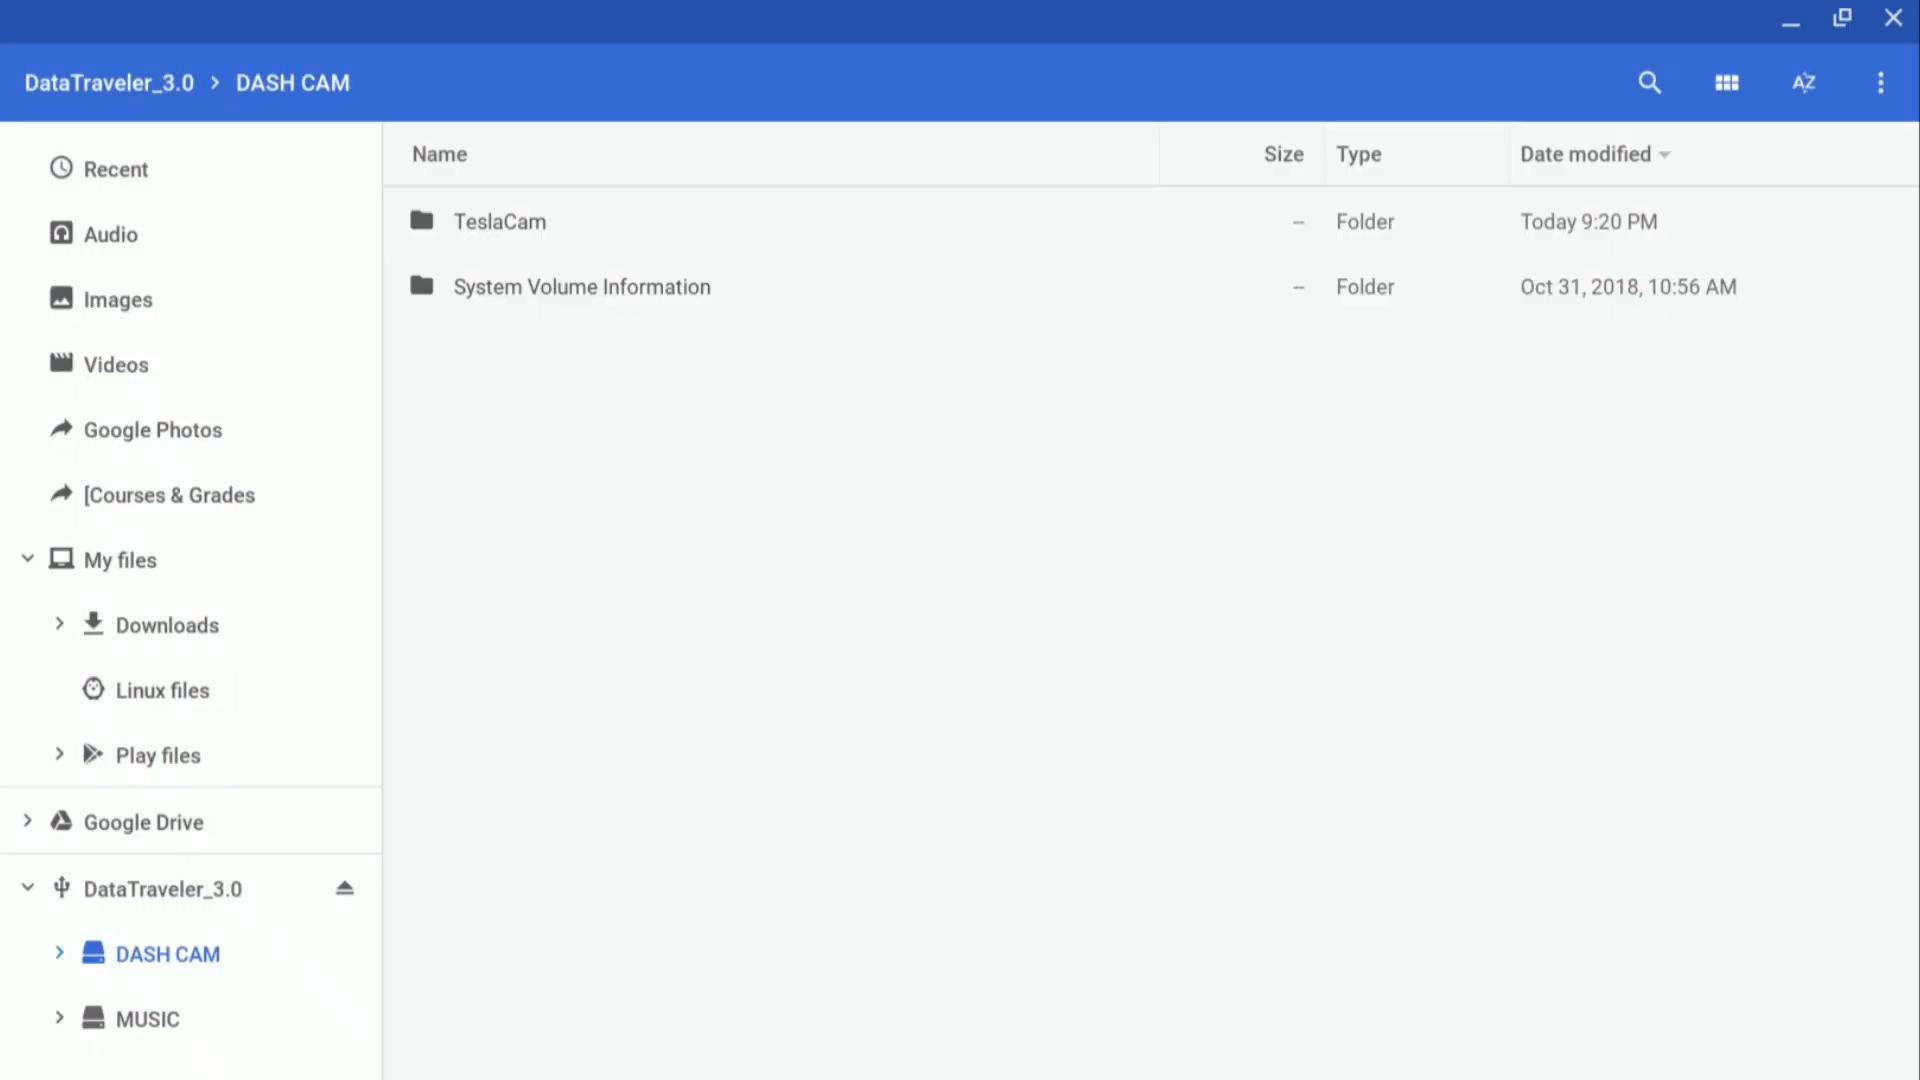 DataTraveler_3.0 > DASH CAM
AZ
Recent
Audio
Images
Videos
Google Photos
[Courses & Grades
My files
Downloads
Linux files
Play files
Google Drive
DataTraveler_3.0
DASH CAM
MUSIC
Name Size Type Date modified
TeslaCam -- Folder Today 9:20 PM
System Volume Information -- Folder Oct 31, 2018, 10:56 AM